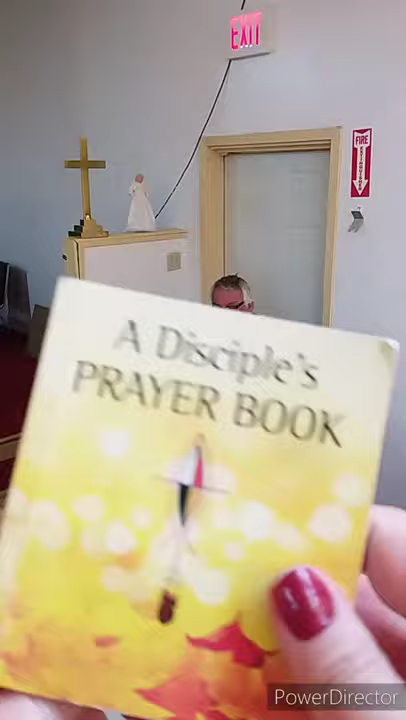 EXIT
FIRE
EXTINGUISHER
A Disciple's
PRAYER BOOK
PowerDirector